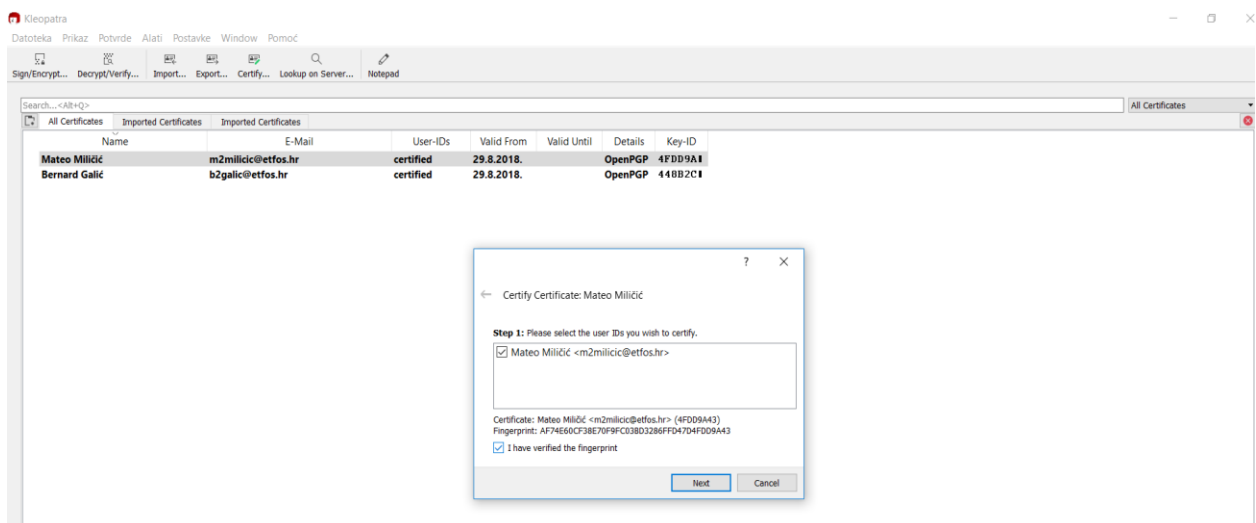 Kleopatra
Datoteka Prikaz Potvrde Alati Postavke Window Pomoć
Sign/Encrypt... Decrypt/Verify... Import... Export... Certify... Lookup on Server... Notepad
Search...<Alt+Q> All Certificates
All Certificates Imported Certificates Imported Certificates
Name E-Mail User-IDs Valid From Valid Until Details Key-ID
Mateo Miličić m2milicic@etfos.hr certified 29.8.2018. OpenPGP 4FDD9A
Bernard Galić b2galic@etfos.hr certified 29.8.2018. OpenPGP 448B2C
?
Certify Certificate: Mateo Miličić
Step 1: Please select the user IDs you wish to certify.
Mateo Miličić <m2milicic@etfos.hr>
Certificate: Mateo Miličić <m2milicic@etfos.hr> (4FDD9A43)
Fingerprint: AF74E60CF38E70F9FC038D3286FFD47D4FDD9A43
I have verified the fingerprint
Next Cancel